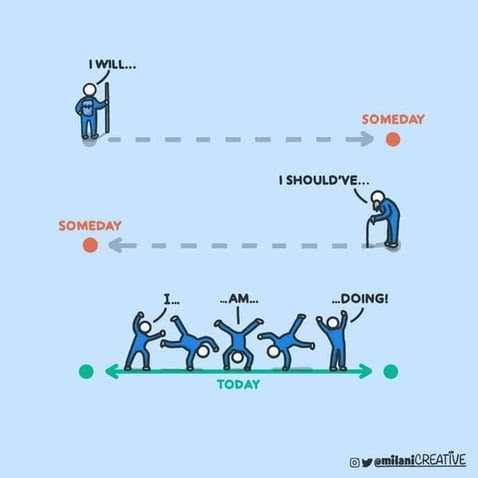 I WILL...
SOMEDAY
I SHOULD'VE...
SOMEDAY
I...
...AM...
...DOING!
TODAY
@milaniCREATIVE